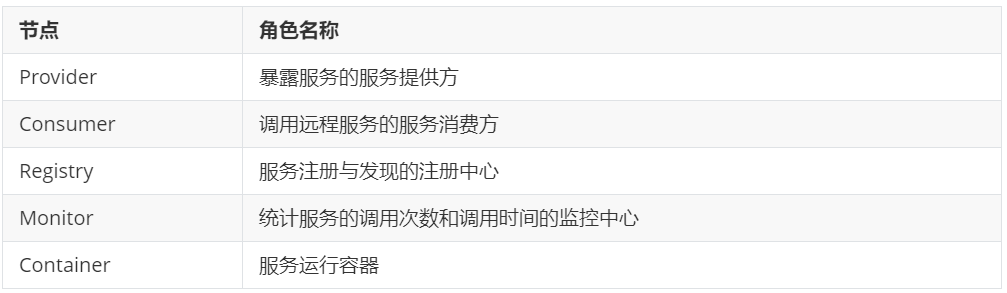 节点 角色名称
Provider 暴露服务的服务提供方
Consumer 调用远程服务的服务消费方
Registry 服务注册与发现的注册中心
Monitor 统计服务的调用次数和调用时间的监控中心
Container 服务运行容器